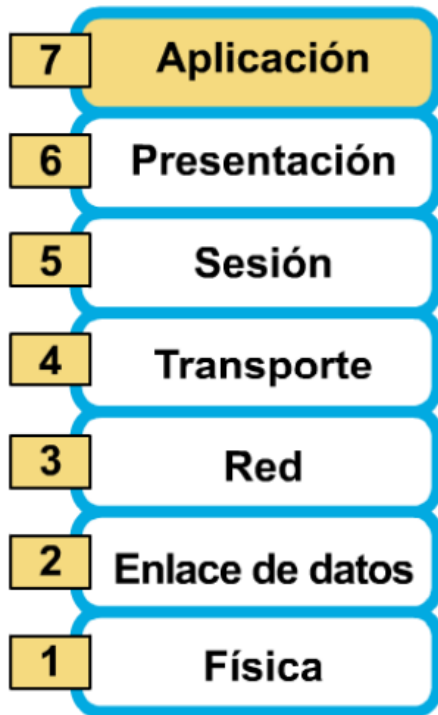 7 Aplicación
6 Presentación
5 Sesión
4 Transporte
3 Red
2 Enlace de datos
1 Física